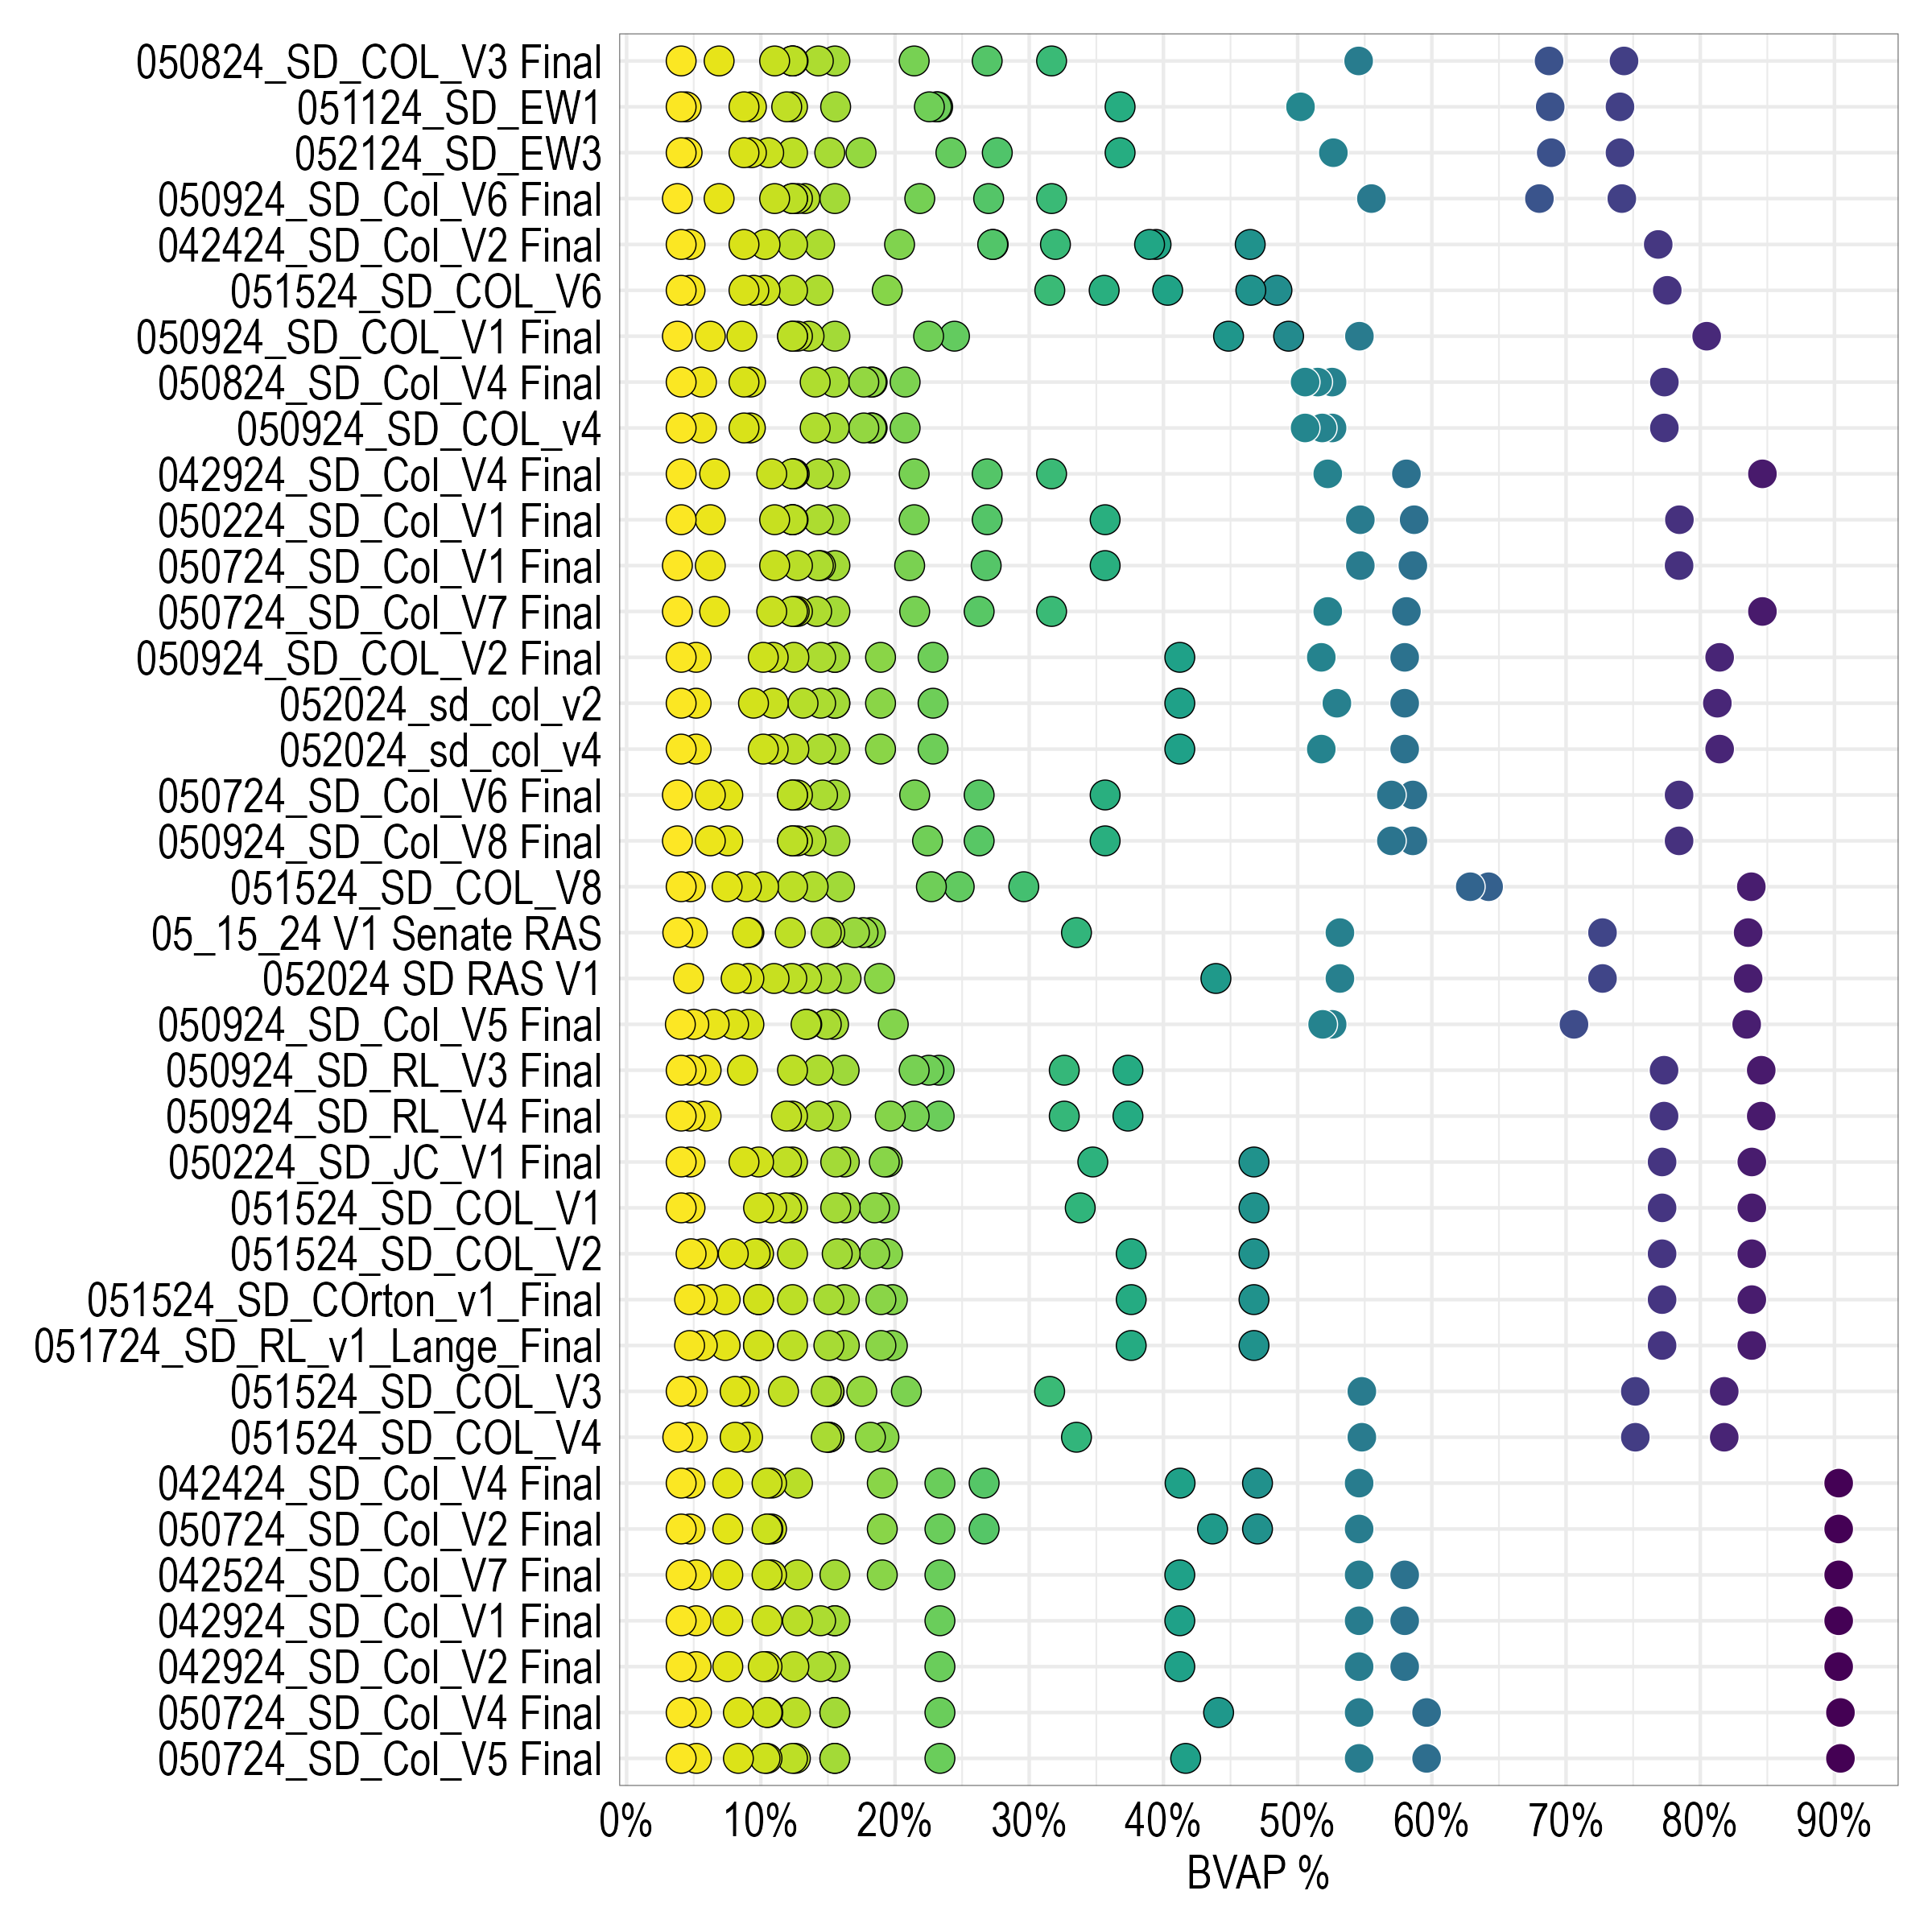 050824_SD_COL_V3 Final
051124_SD_EW1
052124_SD_EW3
050924_SD_Col_V6 Final
042424_SD_Col_V2 Final
051524_SD_COL_V6
050924_SD_COL_V1 Final
050824_SD_Col_V4 Final
050924_SD_COL_v4
042924_SD_Col_V4 Final
050224_SD_Col_V1 Final
050724_SD_Col_V1 Final
050724_SD_Col_V7 Final
050924_SD_COL_V2 Final
052024_sd_col_v2
052024_sd_col_v4
050724_SD_Col_V6 Final
050924_SD_Col_V8 Final
051524_SD_COL_V8
05_15_24 V1 Senate RAS
052024 SD RAS V1
050924_SD_Col_V5 Final
050924_SD_RL_V3 Final
050924_SD_RL_V4 Final
050224_SD_JC_V1 Final
051524_SD_COL_V1
051524_SD_COL_V2
051524_SD_COrton_v1_Final
051724_SD_RL_v1_Lange_Final
051524_SD_COL_V3
051524_SD_COL_V4
042424_SD_Col_V4 Final
050724_SD_Col_V2 Final
042524_SD_Col_V7 Final
042924_SD_Col_V1 Final
042924_SD_Col_V2 Final
050724_SD_Col_V4 Final
050724_SD_Col_V5 Final
0% 10% 20% 30% 40% 50% 60% 70% 80% 90%
BVAP %